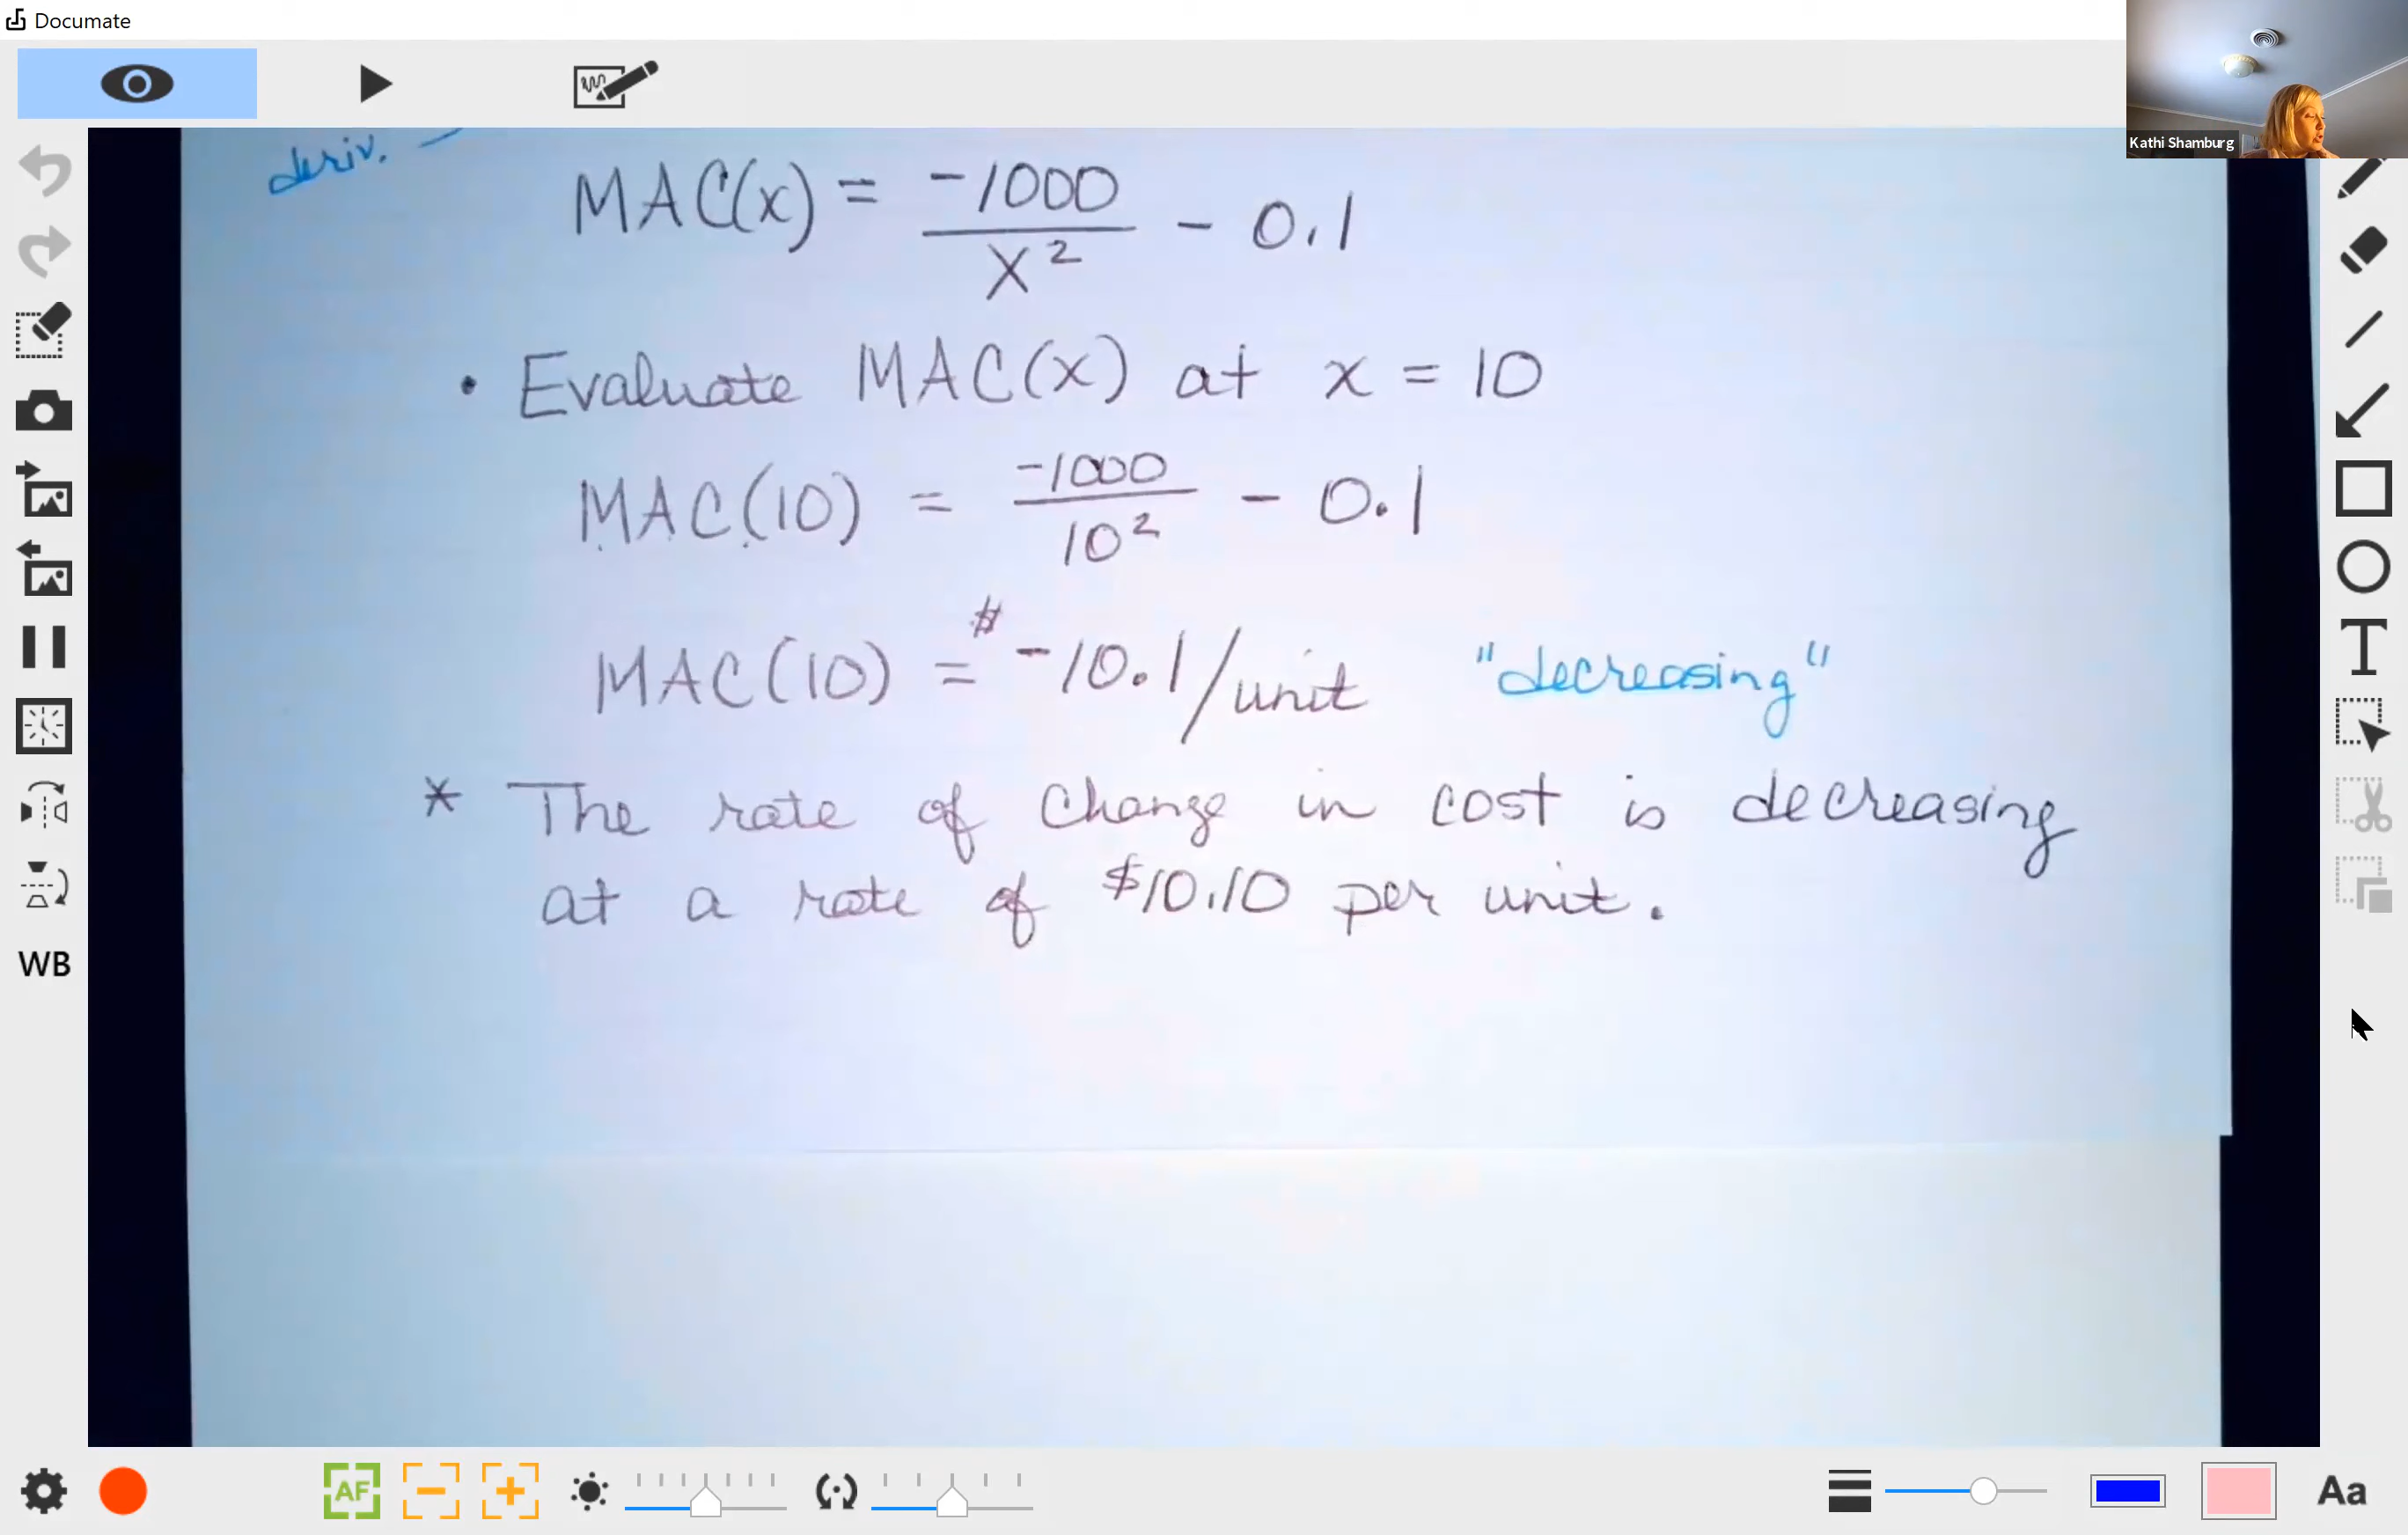 Documate
Kathi Shamburg
deriv.
MAC(x) = -1000/x² - 0.1
• Evaluate MAC(x) at x = 10
MAC(10) = -1000/10² - 0.1
MAC(10) = $-10.1/unit "decreasing"
* The rate of change in cost is decreasing
at a rate of $10.10 per unit.
T
WB
AF
Aa